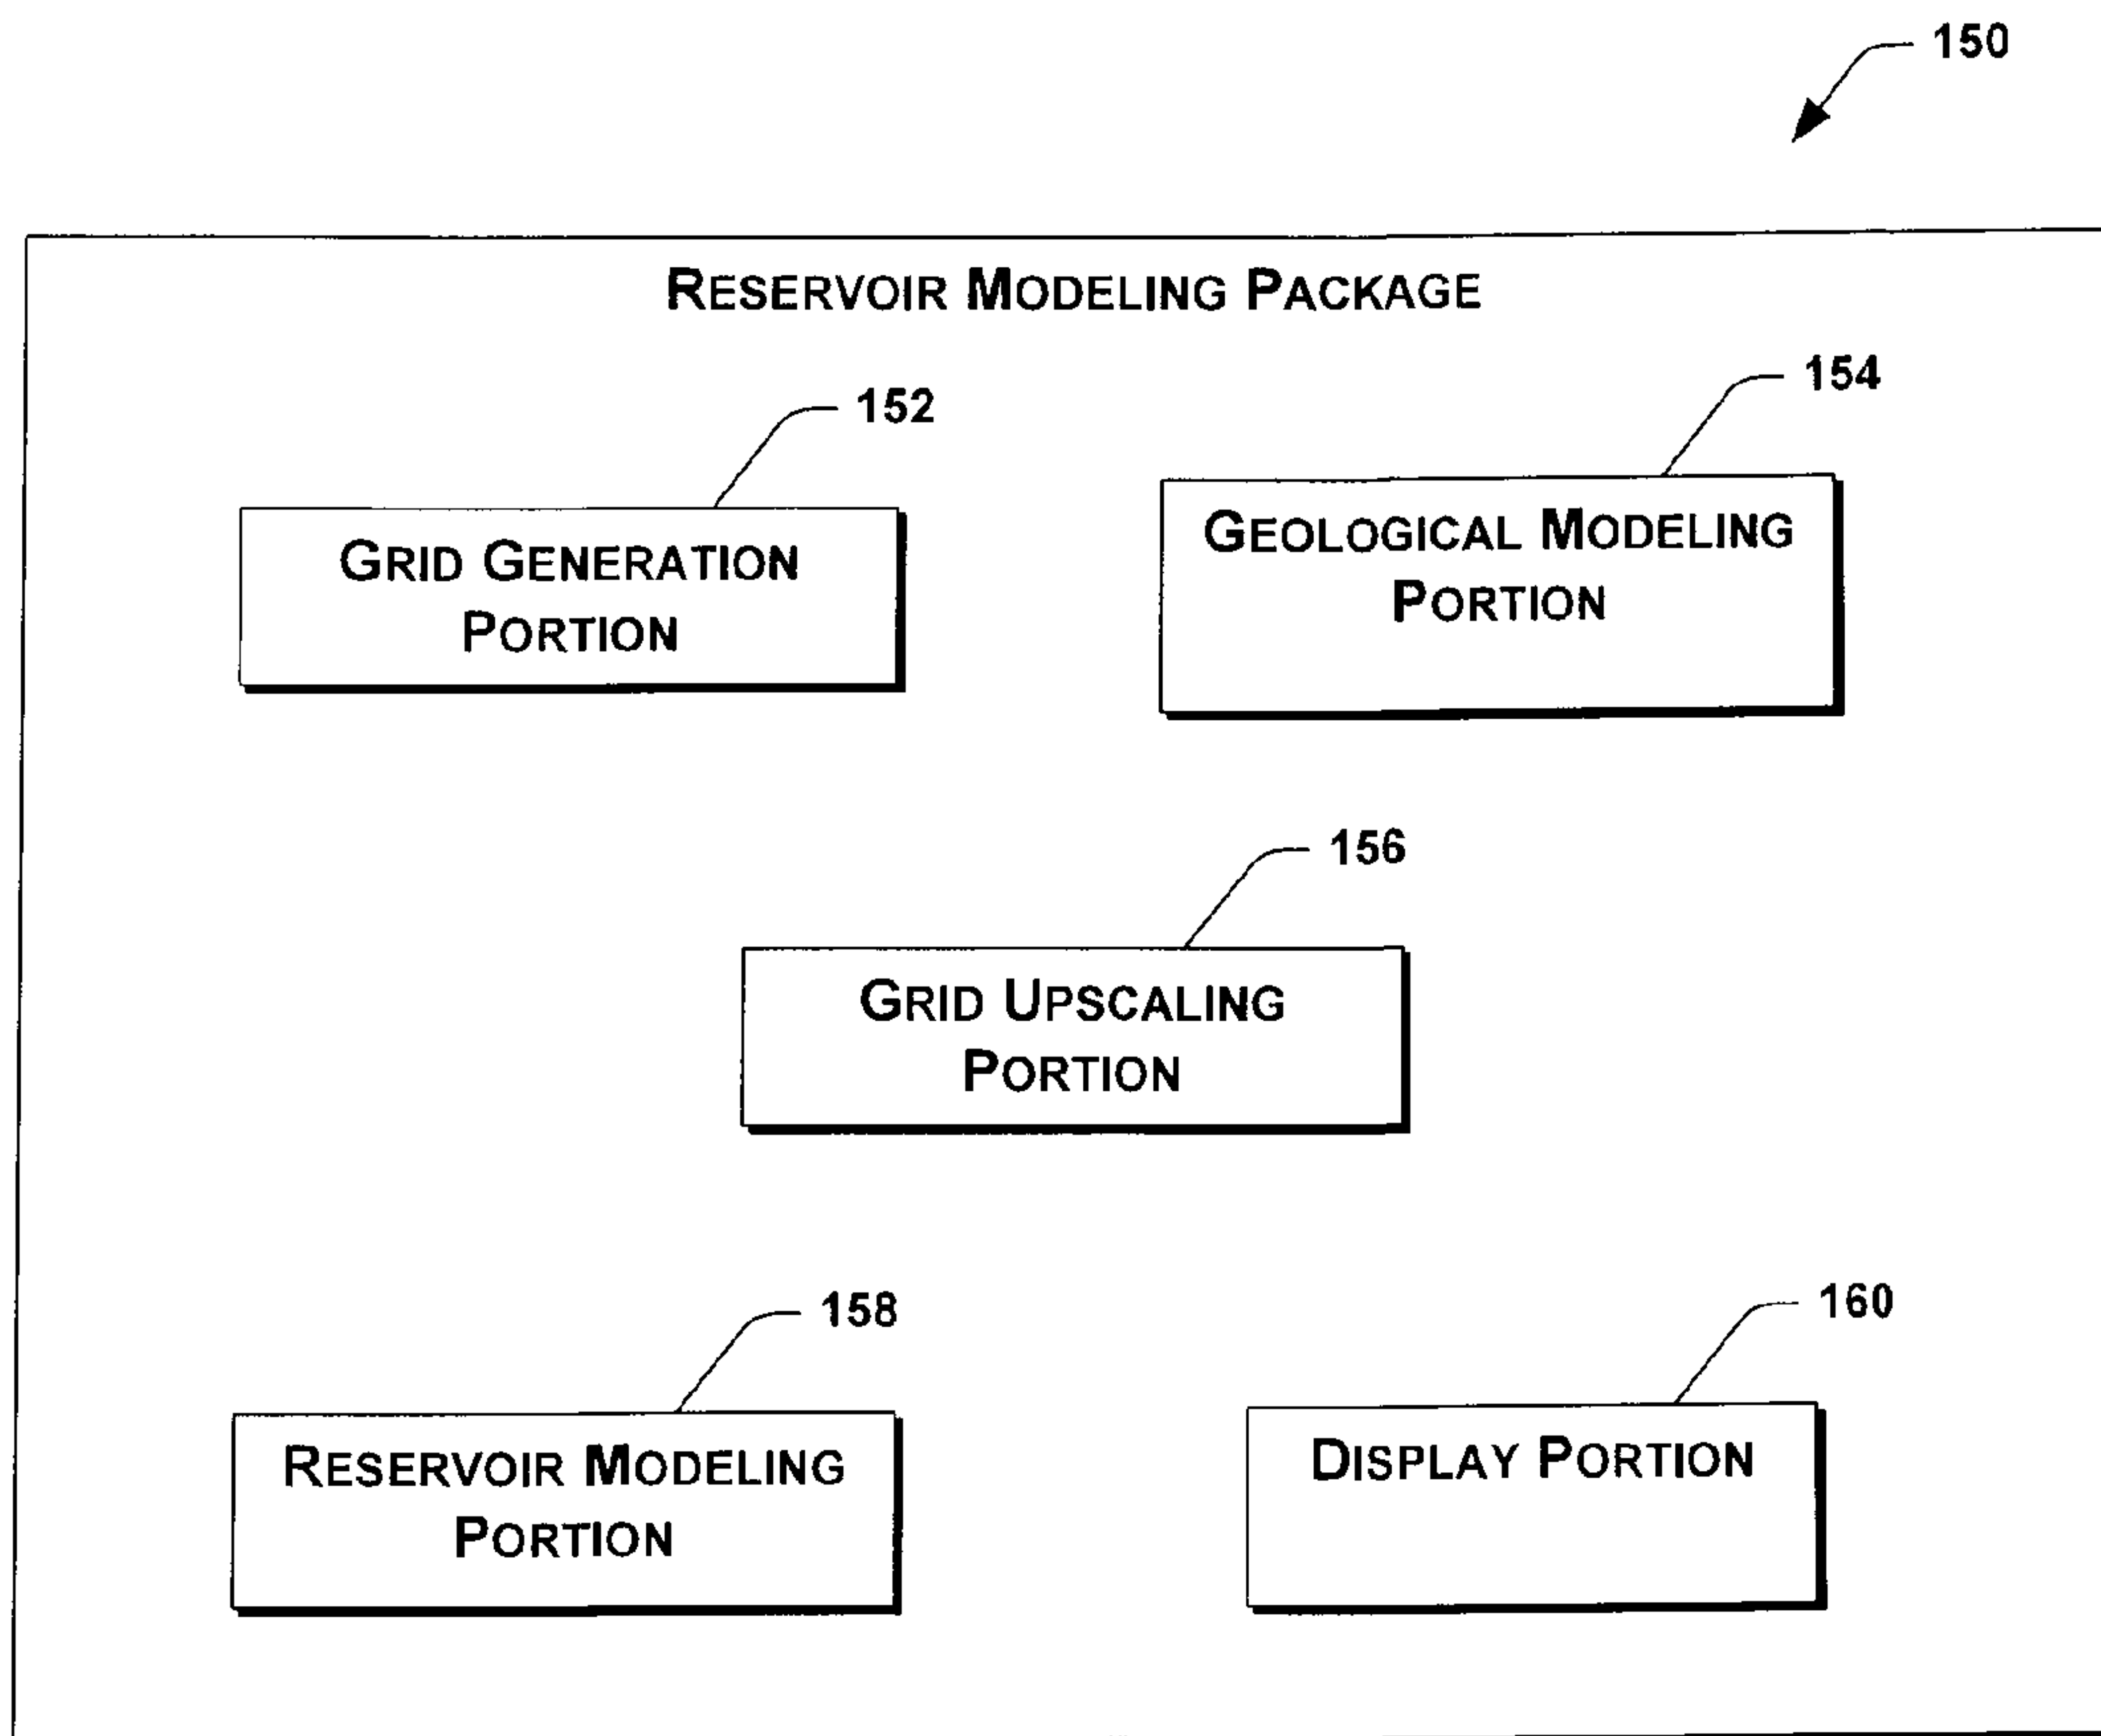 150
RESERVOIR MODELING PACKAGE
152
154
GRID GENERATION
PORTION
GEOLOGICAL MODELING
PORTION
156
GRID UPSCALING
PORTION
158
160
RESERVOIR MODELING
PORTION
DISPLAY PORTION